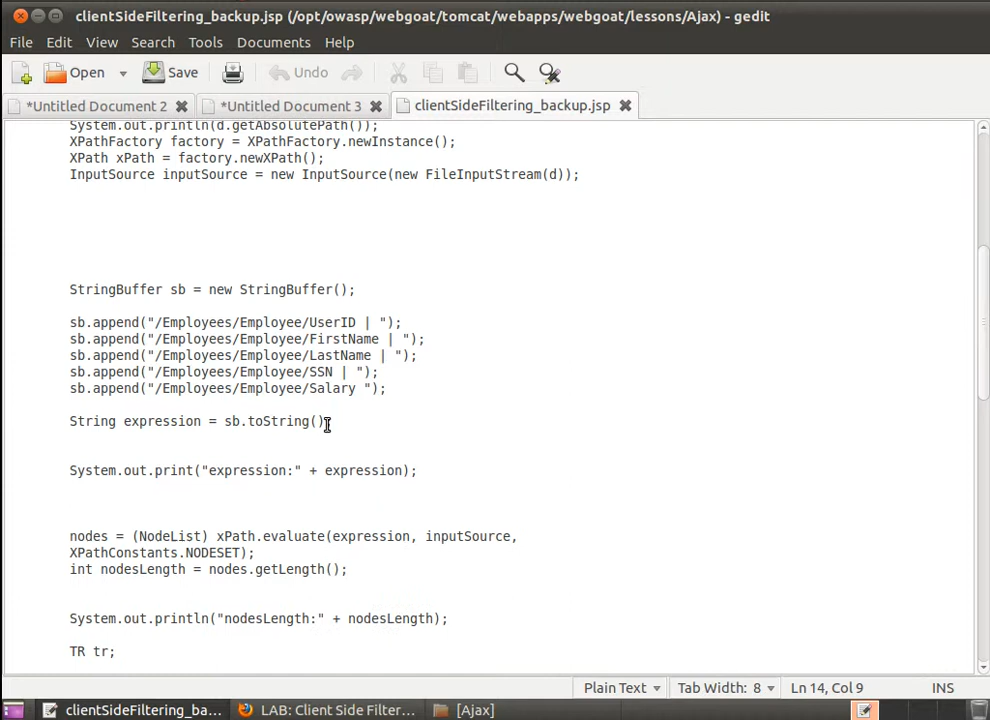 clientSideFiltering_backup.jsp (/opt/owasp/webgoat/tomcat/webapps/webgoat/lessons/Ajax) - gedit
File Edit View Search Tools Documents Help
Open Save Undo
*Untitled Document 2 *Untitled Document 3 clientSideFiltering_backup.jsp
System.out.println(d.getAbsolutePath());
XPathFactory factory = XPathFactory.newInstance();
XPath xPath = factory.newXPath();
InputSource inputSource = new InputSource(new FileInputStream(d));
StringBuffer sb = new StringBuffer();
sb.append("/Employees/Employee/UserID | ");
sb.append("/Employees/Employee/FirstName | ");
sb.append("/Employees/Employee/LastName | ");
sb.append("/Employees/Employee/SSN | ");
sb.append("/Employees/Employee/Salary ");
String expression = sb.toString()
System.out.print("expression:" + expression);
nodes = (NodeList) xPath.evaluate(expression, inputSource,
XPathConstants.NODESET);
int nodesLength = nodes.getLength();
System.out.println("nodesLength:" + nodesLength);
TR tr;
Plain Text Tab Width: 8 Ln 14, Col 9 INS
clientSideFiltering_ba... LAB: Client Side Filter... [Ajax]